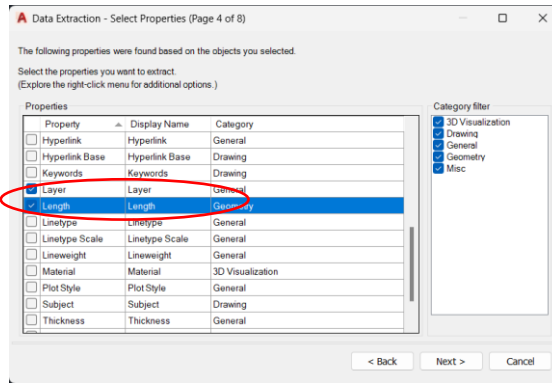 A Data Extraction - Select Properties (Page 4 of 8)
The following properties were found based on the objects you selected.
Select the properties you want to extract.
(Explore the right-click menu for additional options.)
Properties
Property Display Name Category
Hyperlink Hyperlink General
Hyperlink Base Hyperlink Base Drawing
Keywords Keywords Drawing
Layer Layer General
Length Length Geometry
Linetype Linetype General
Linetype Scale Linetype Scale General
Lineweight Lineweight General
Material Material 3D Visualization
Plot Style Plot Style General
Subject Subject Drawing
Thickness Thickness General
Category filter
3D Visualization
Drawing
General
Geometry
Misc
< Back Next > Cancel